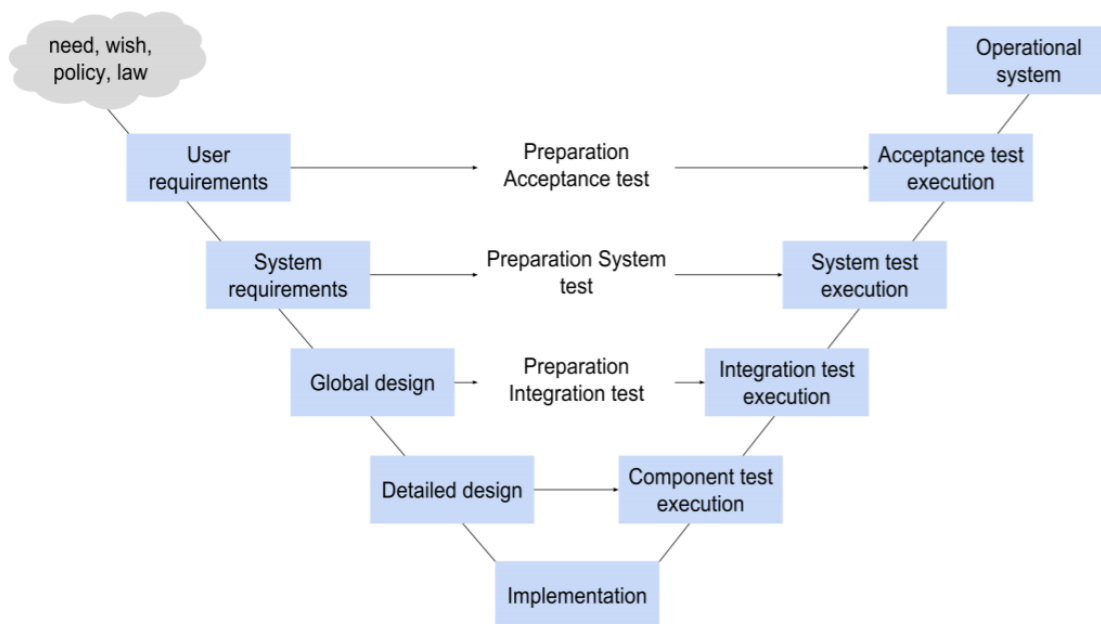 need, wish,
policy, law
Operational
system
User
requirements
Preparation
Acceptance test
Acceptance test
execution
System
requirements
Preparation System
test
System test
execution
Global design
Preparation
Integration test
Integration test
execution
Detailed design
Component test
execution
Implementation